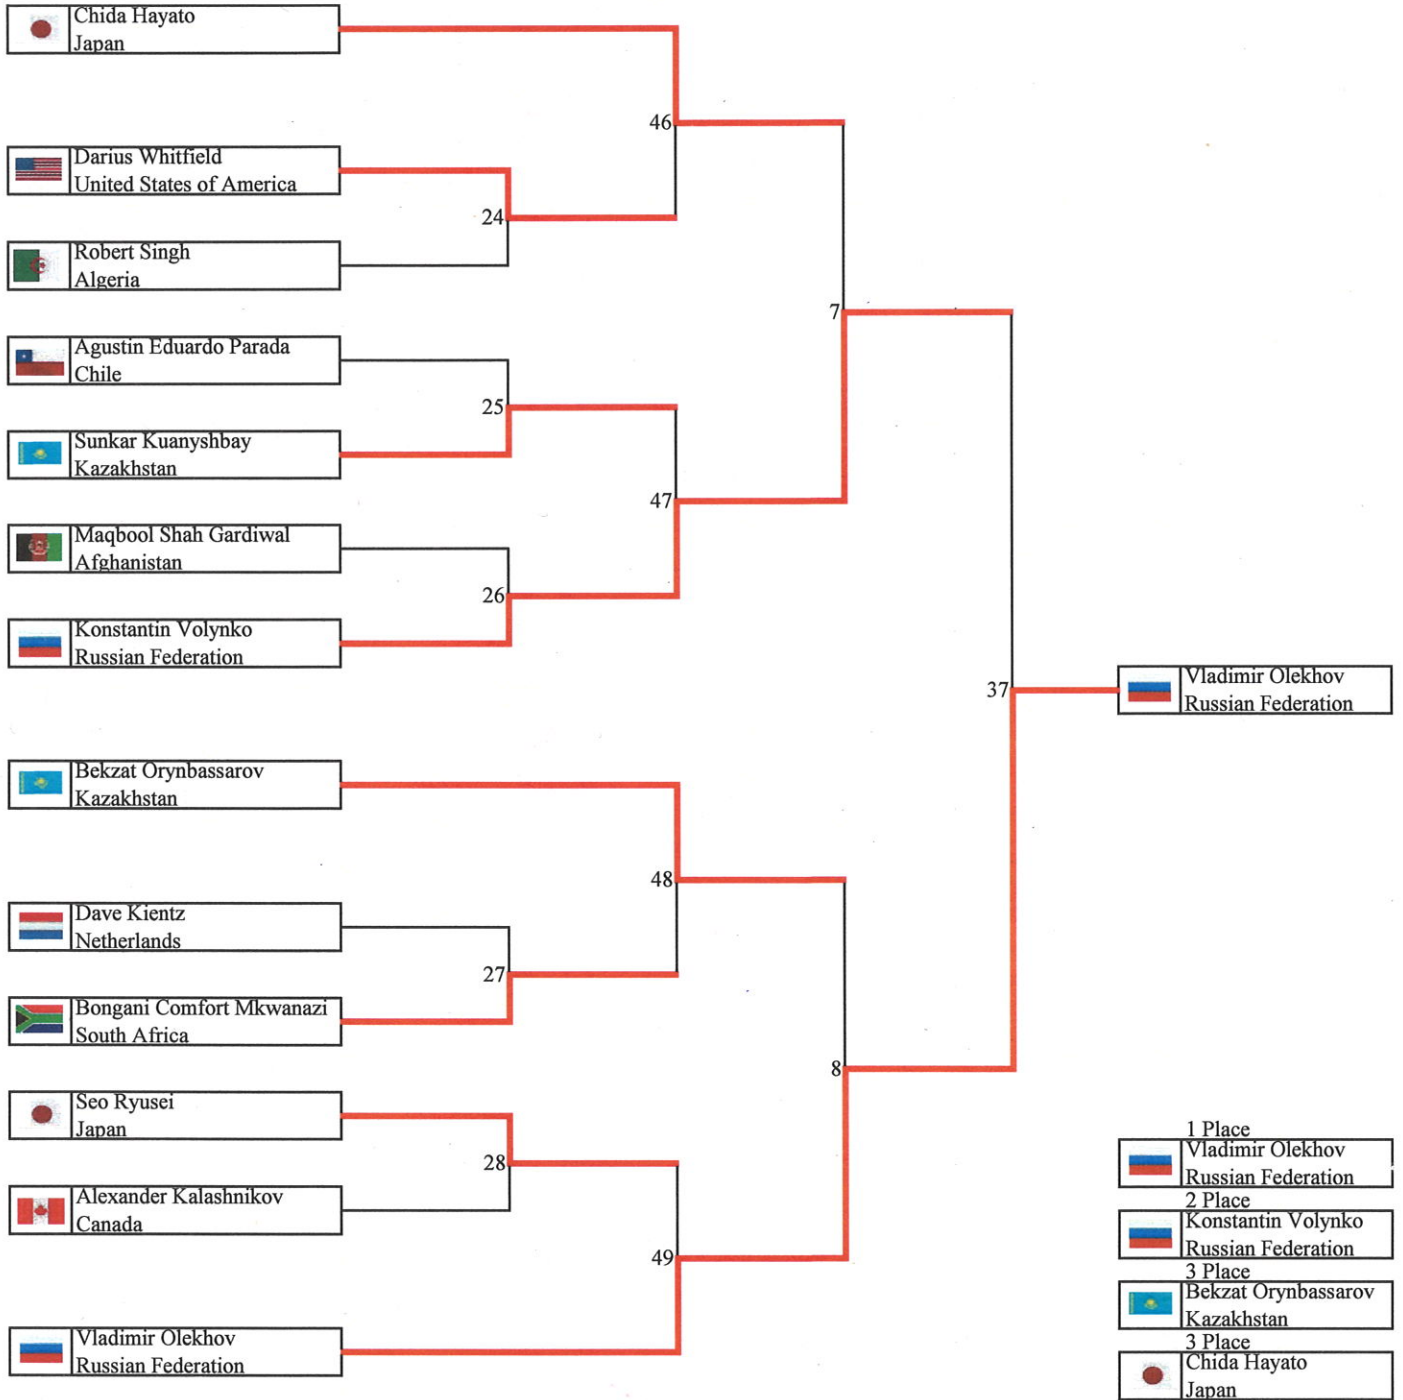 Chida Hayato
Japan
46
Darius Whitfield
United States of America
24
Robert Singh
Algeria
7
Agustin Eduardo Parada
Chile
25
Sunkar Kuanyshbay
Kazakhstan
47
Maqbool Shah Gardiwal
Afghanistan
26
Konstantin Volynko
Russian Federation
37
Vladimir Olekhov
Russian Federation
Bekzat Orynbassarov
Kazakhstan
48
Dave Kientz
Netherlands
27
Bongani Comfort Mkwanazi
South Africa
8
Seo Ryusei
Japan
28
Alexander Kalashnikov
Canada
49
Vladimir Olekhov
Russian Federation
1 Place
Vladimir Olekhov
Russian Federation
2 Place
Konstantin Volynko
Russian Federation
3 Place
Bekzat Orynbassarov
Kazakhstan
3 Place
Chida Hayato
Japan